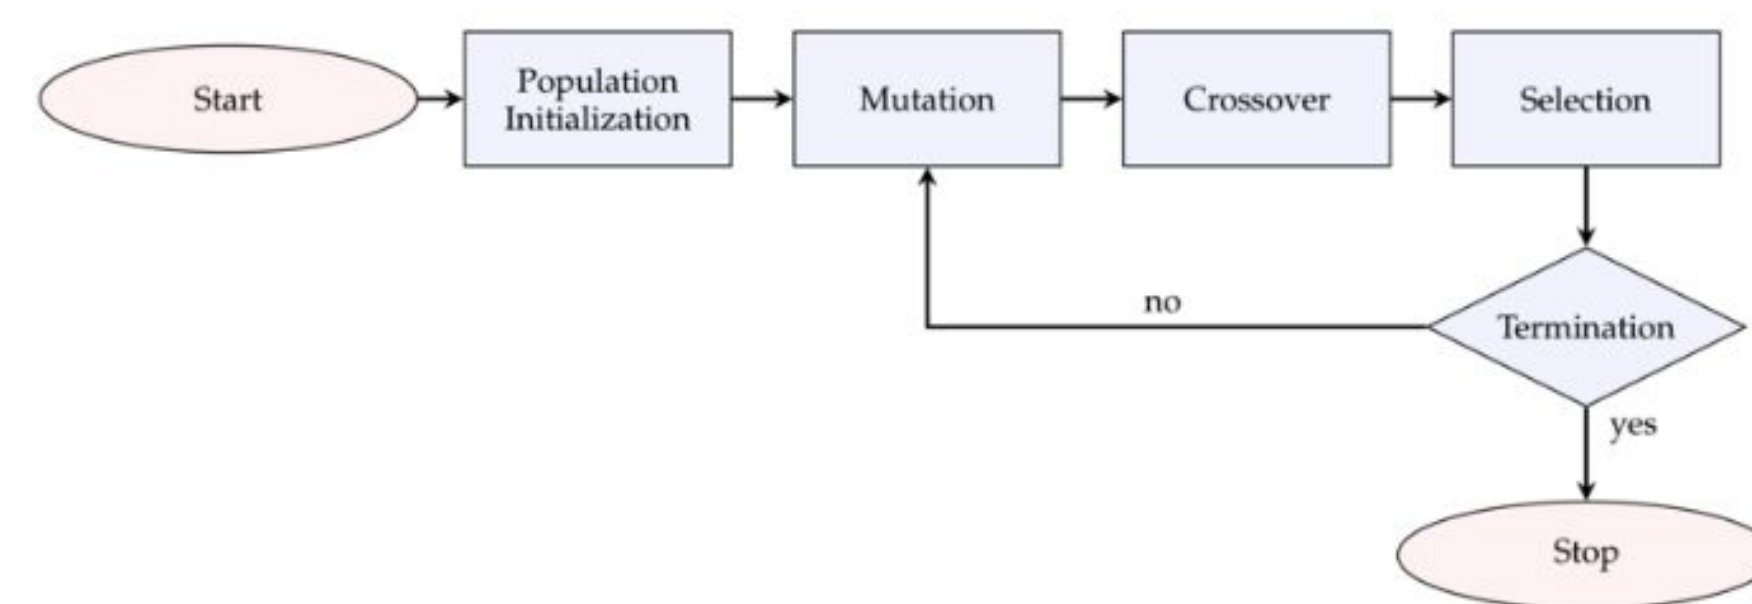 Start
Population
Initialization
Mutation
Crossover
Selection
no
Termination
yes
Stop